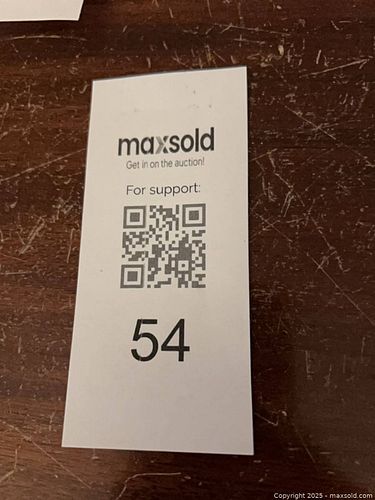 maxsold
Get in on the auction!
For support:
54
Copyright 2025 - maxsold.com